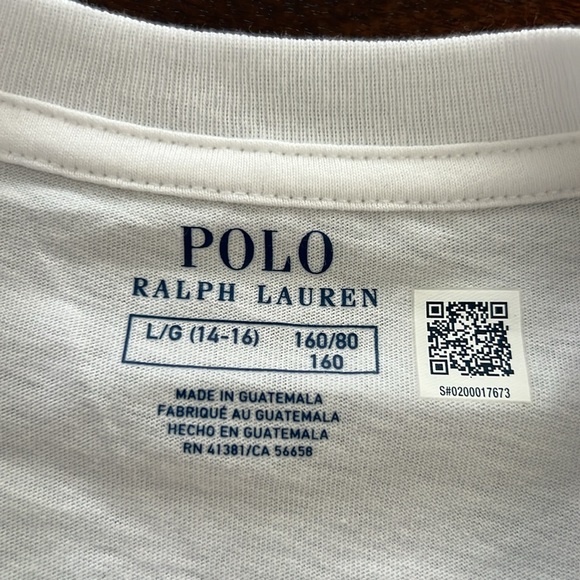 POLO
RALPH LAUREN
L/G (14-16) 160/80
160
S#0200017673
MADE IN GUATEMALA
FABRIQUÉ AU GUATEMALA
HECHO EN GUATEMALA
RN 41381/CA 56658